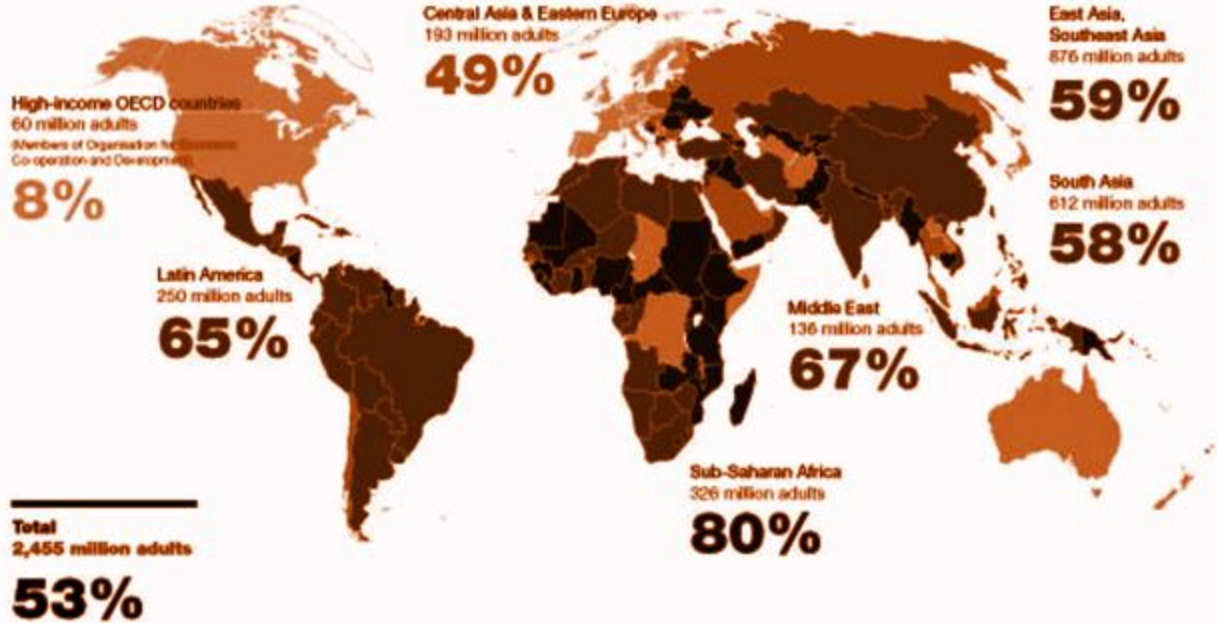 Central Asia & Eastern Europe
193 million adults
49%
East Asia,
Southeast Asia
876 million adults
59%
High-income OECD countries
60 million adults
(Members of Organisation for Economic
Co-operation and Development)
8%
South Asia
612 million adults
58%
Latin America
250 million adults
65%
Middle East
136 million adults
67%
Sub-Saharan Africa
326 million adults
80%
Total
2,455 million adults
53%